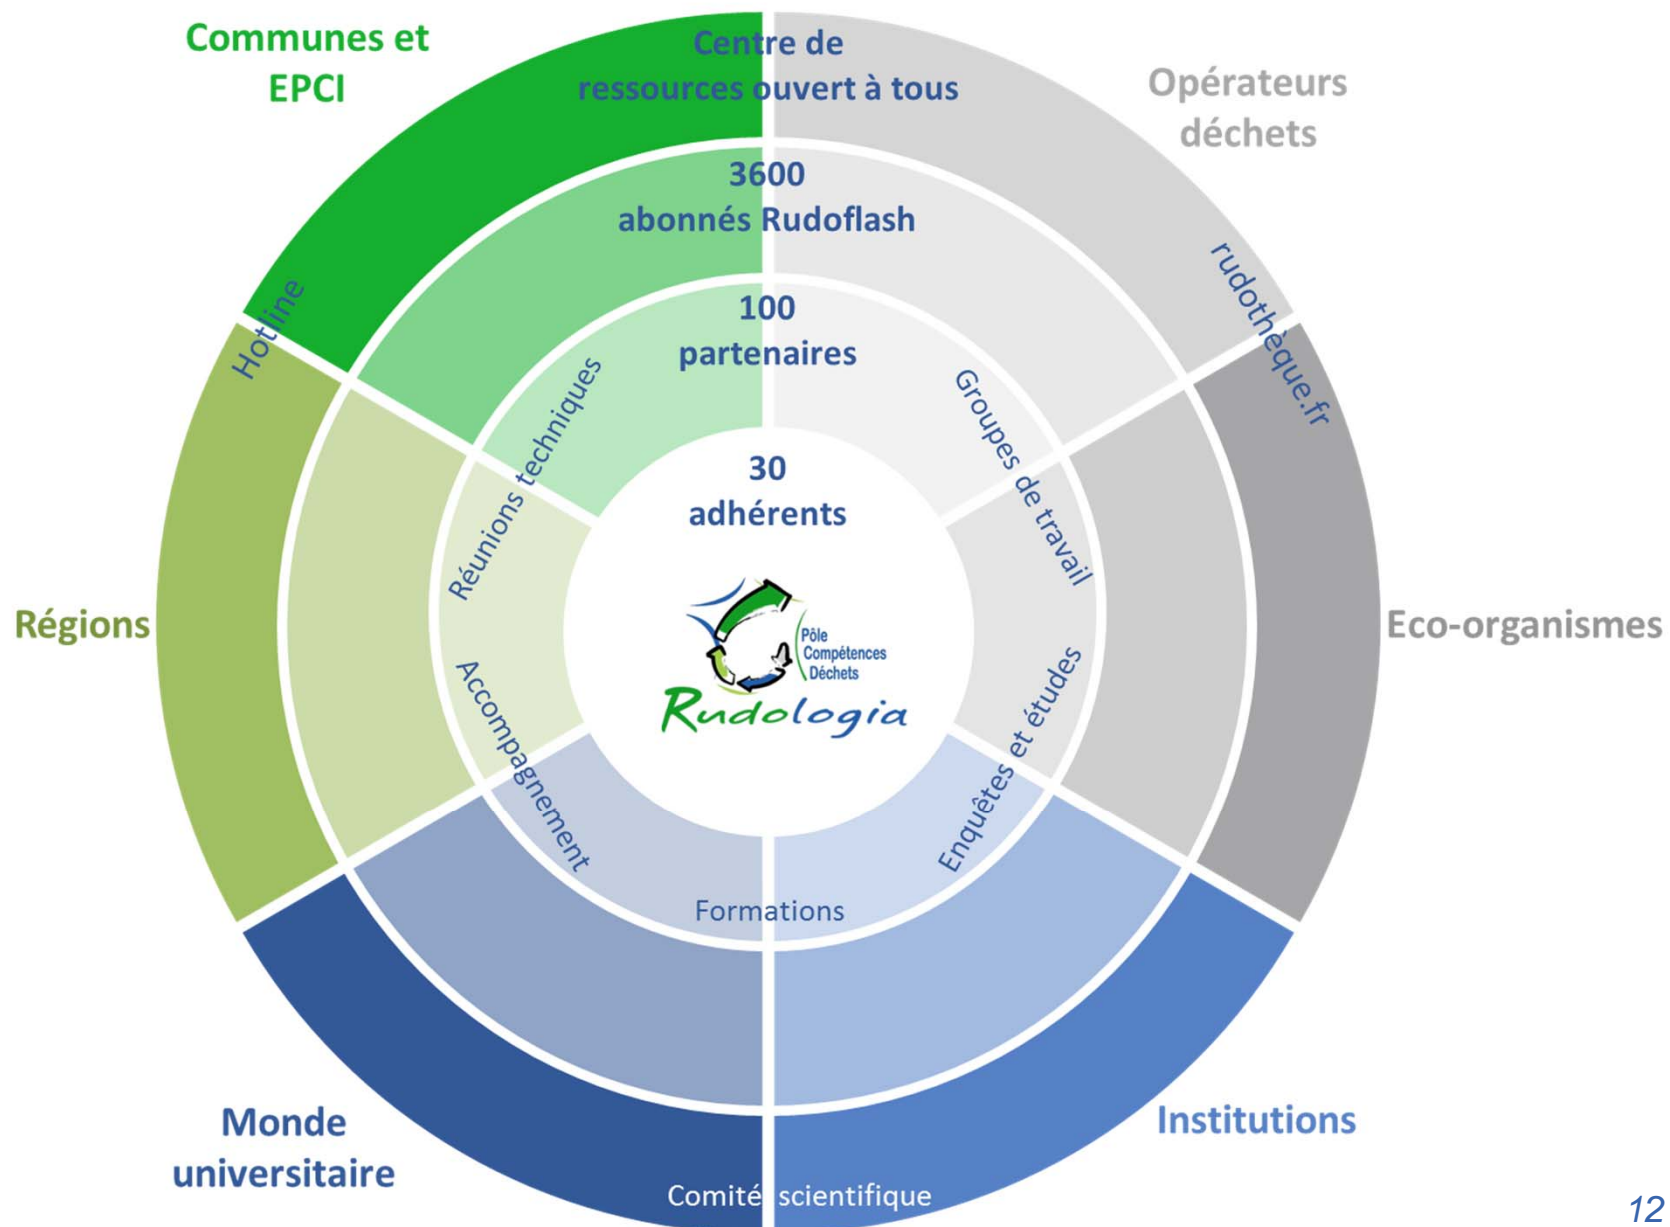 Communes et
EPCI
Centre de
ressources ouvert à tous
Opérateurs
déchets
3600
abonnés Rudoflash
rudothèque.fr
Hotline
100
partenaires
Réunions techniques
Groupes de travail
30
adhérents
Régions
Eco-organismes
Pôle
Compétences
Déchets
Rudologia
Accompagnement
Enquêtes et études
Formations
Monde
universitaire
Institutions
Comité scientifique
12